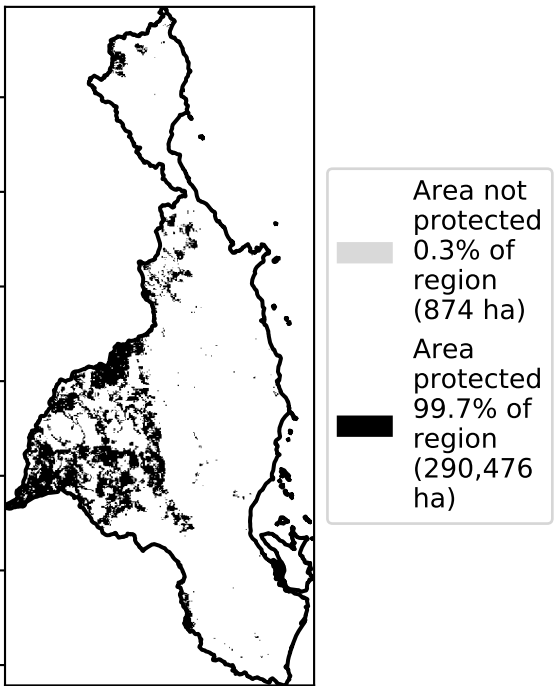 Area not
protected
0.3% of
region
(874 ha)
Area
protected
99.7% of
region
(290,476
ha)